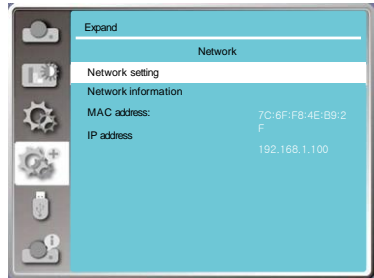 Expand
Network
Network setting
Network information
MAC address:
7C:6F:F8:4E:B9:2
F
IP address
192.168.1.100